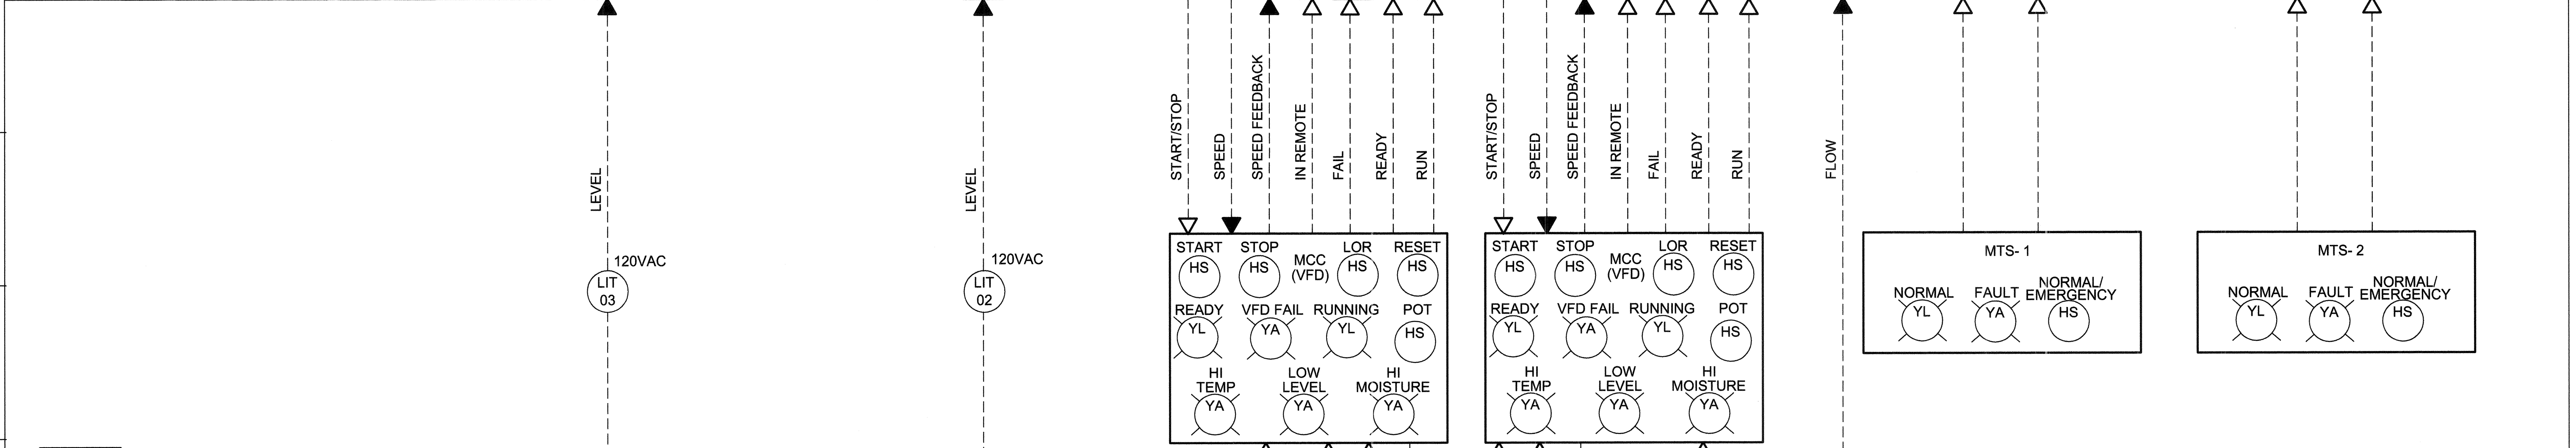 LEVEL
120VAC
LIT
03
LEVEL
120VAC
LIT
02
START/STOP
SPEED
SPEED FEEDBACK
IN REMOTE
FAIL
READY
RUN
START
STOP
MCC
(VFD)
LOR
RESET
HS
HS
HS
HS
READY
VFD FAIL
RUNNING
POT
YL
YA
YL
HS
HI
TEMP
LOW
LEVEL
HI
MOISTURE
YA
YA
YA
START/STOP
SPEED
SPEED FEEDBACK
IN REMOTE
FAIL
READY
RUN
START
STOP
MCC
(VFD)
LOR
RESET
HS
HS
HS
HS
READY
VFD FAIL
RUNNING
POT
YL
YA
YL
HS
HI
TEMP
LOW
LEVEL
HI
MOISTURE
YA
YA
YA
FLOW
MTS- 1
NORMAL
FAULT
NORMAL/
EMERGENCY
YL
YA
HS
MTS- 2
NORMAL
FAULT
NORMAL/
EMERGENCY
YL
YA
HS